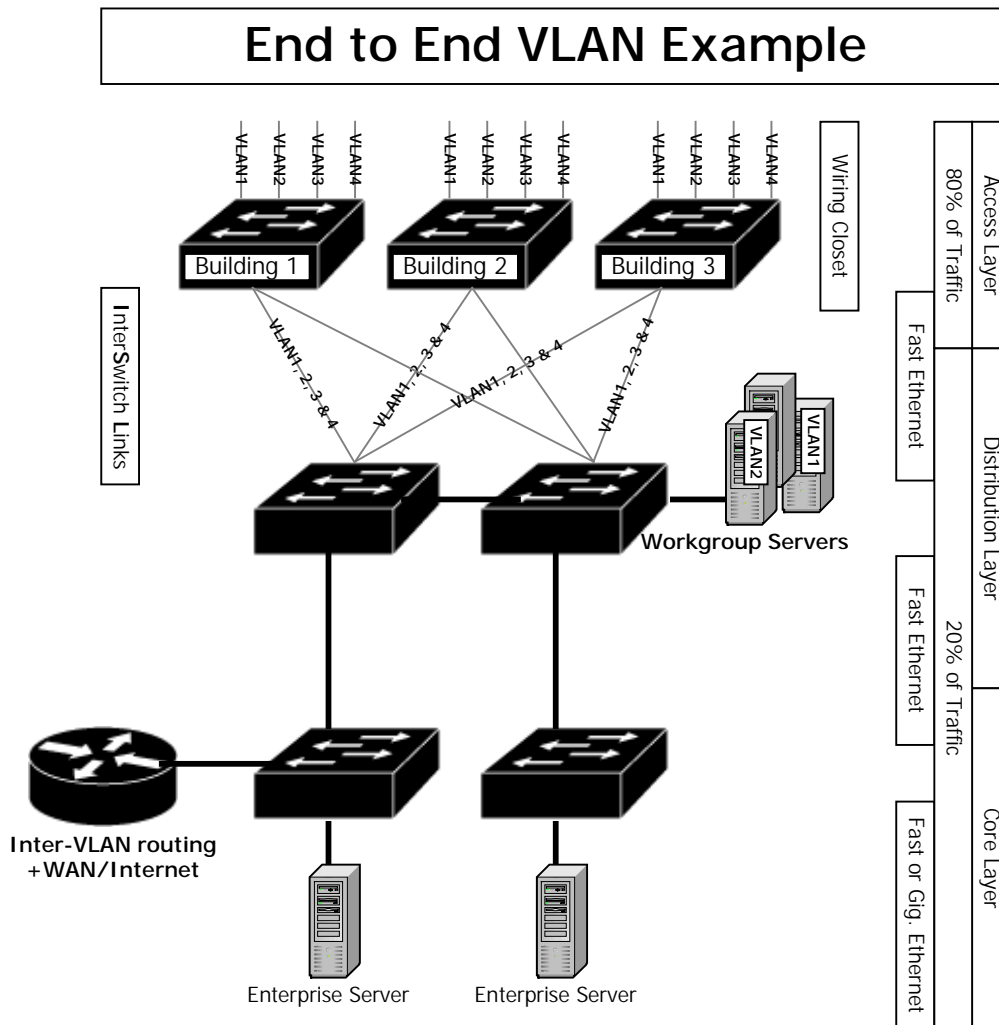 End to End VLAN Example
VLAN1
VLAN2
VLAN3
VLAN4
VLAN1
VLAN2
VLAN3
VLAN4
VLAN1
VLAN2
VLAN3
VLAN4
Wiring Closet
80% of Traffic
Access Layer
Building 1
Building 2
Building 3
InterSwitch Links
VLAN1, 2, 3 & 4
VLAN1, 2, 3 & 4
VLAN1, 2, 3 & 4
VLAN1, 2, 3 & 4
Fast Ethernet
VLAN2
VLAN1
Workgroup Servers
Distribution Layer
Fast Ethernet
20% of Traffic
Inter-VLAN routing
+WAN/Internet
Core Layer
Fast or Gig. Ethernet
Enterprise Server
Enterprise Server